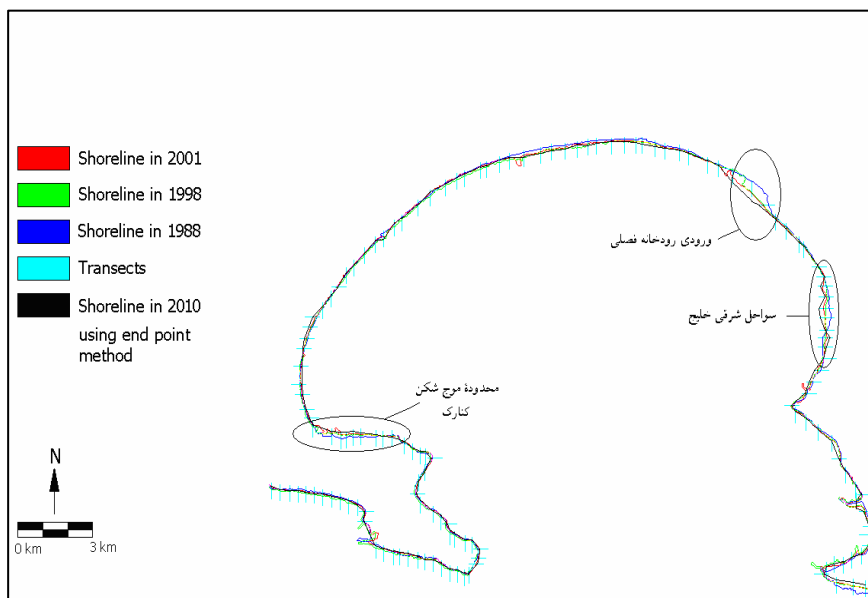 Shoreline in 2001
Shoreline in 1998
Shoreline in 1988
Transects
Shoreline in 2010
using end point
method
N
0 km 3 km
ورودی رودخانه فصلی
سواحل شرقی خلیج
محدودۀ موج شکن
کنارک